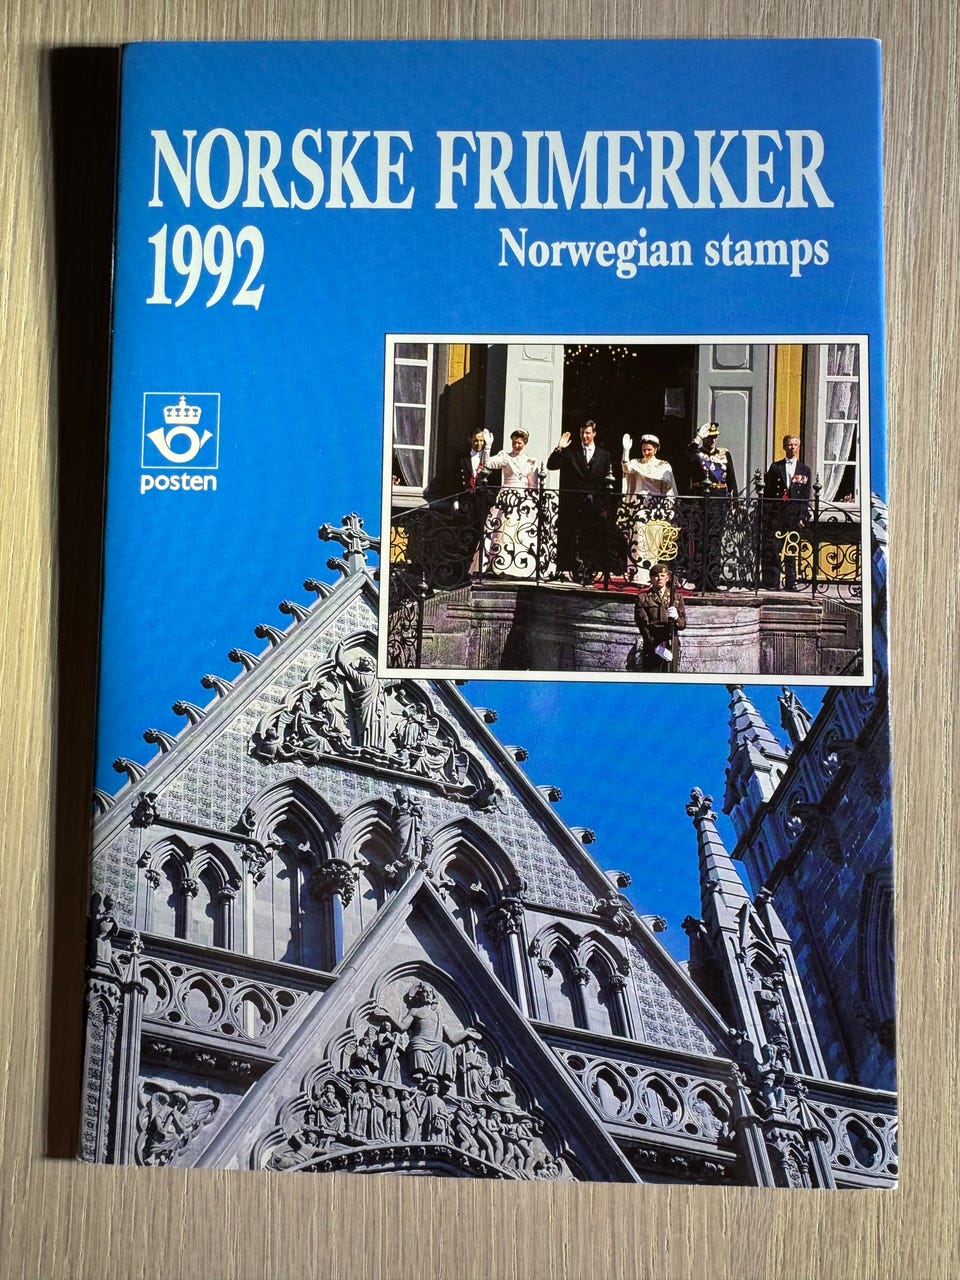 NORSKE FRIMERKER
1992
Norwegian stamps
posten